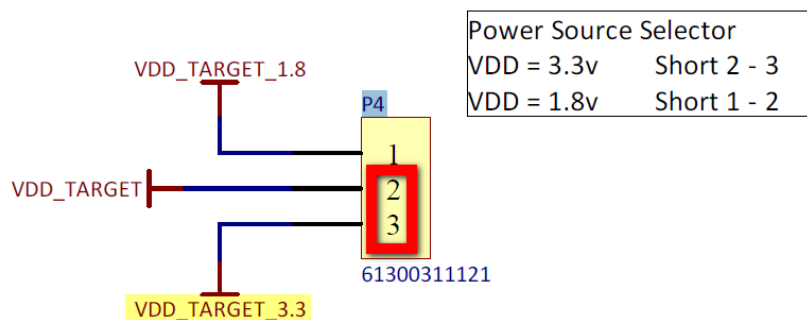 Power Source Selector
VDD = 3.3v Short 2 - 3
VDD = 1.8v Short 1 - 2
VDD_TARGET_1.8
P4
1
VDD_TARGET
2
3
61300311121
VDD_TARGET_3.3